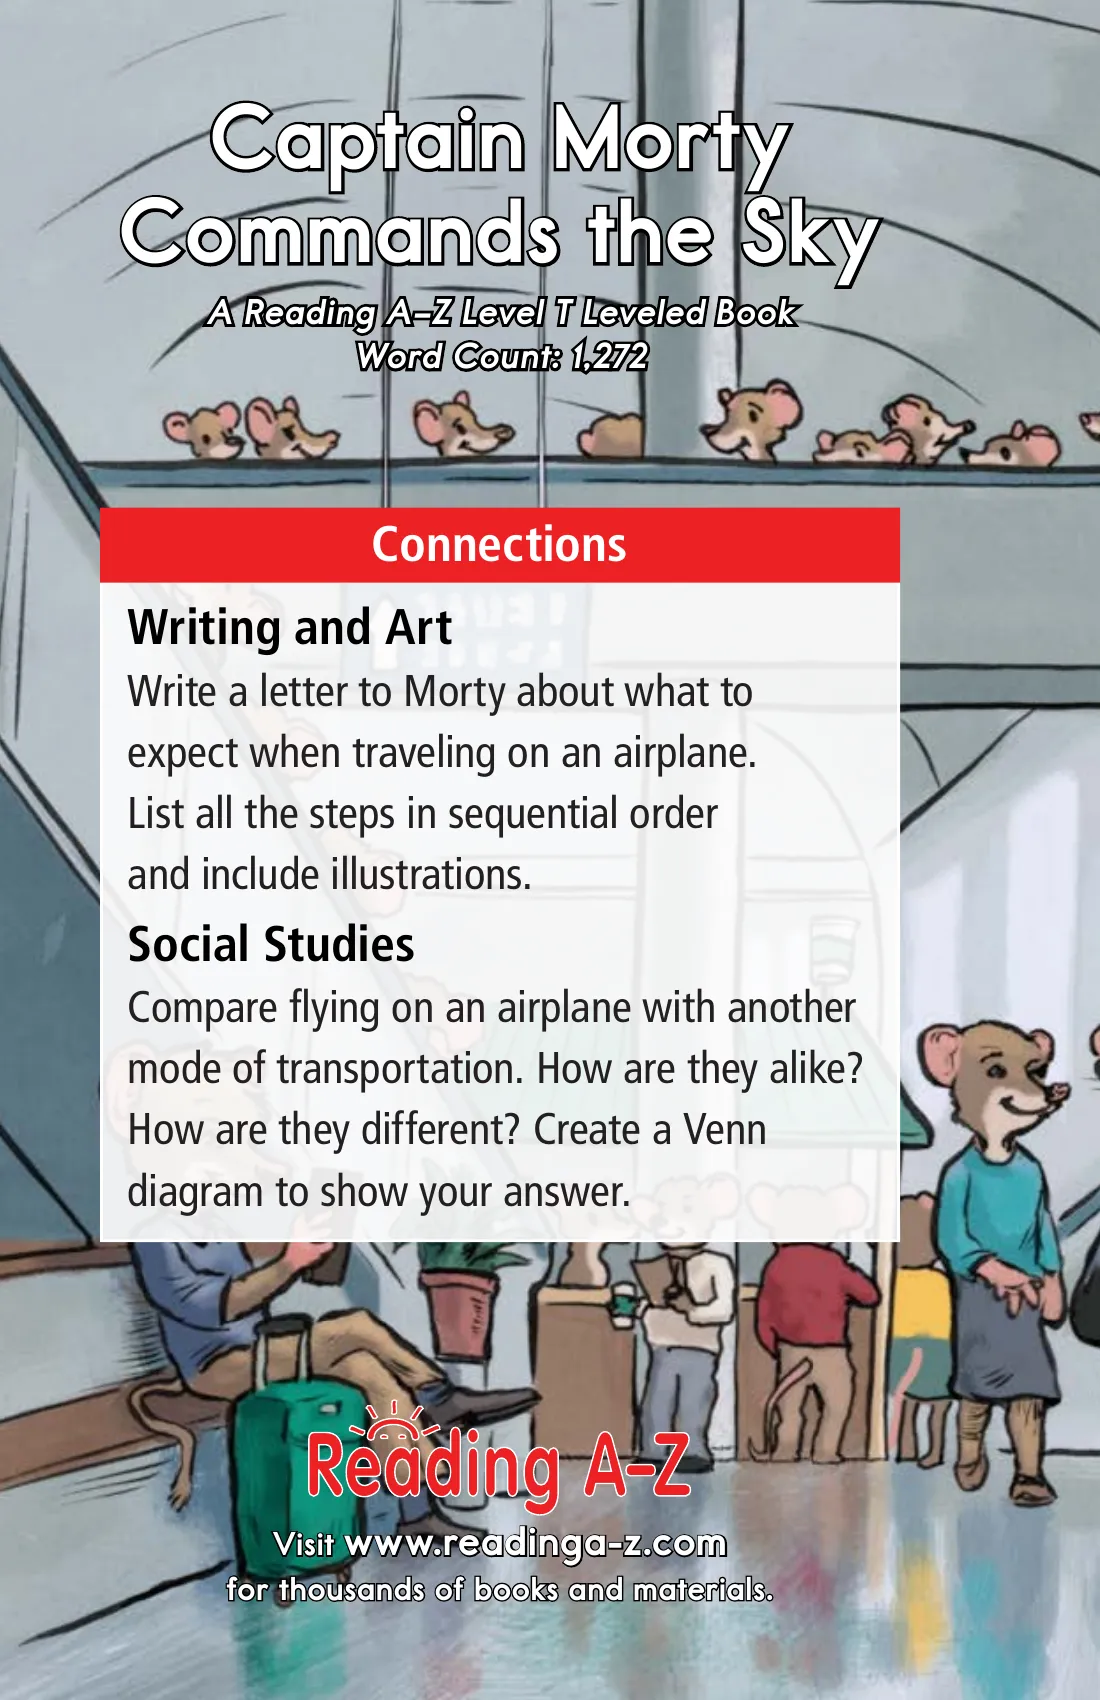 Captain Morty
Commands the Sky
A Reading A–Z Level T Leveled Book
Word Count: 1,272
Connections
Writing and Art
Write a letter to Morty about what to
expect when traveling on an airplane.
List all the steps in sequential order
and include illustrations.
Social Studies
Compare flying on an airplane with another
mode of transportation. How are they alike?
How are they different? Create a Venn
diagram to show your answer.
Reading A–Z
Visit www.readinga-z.com
for thousands of books and materials.